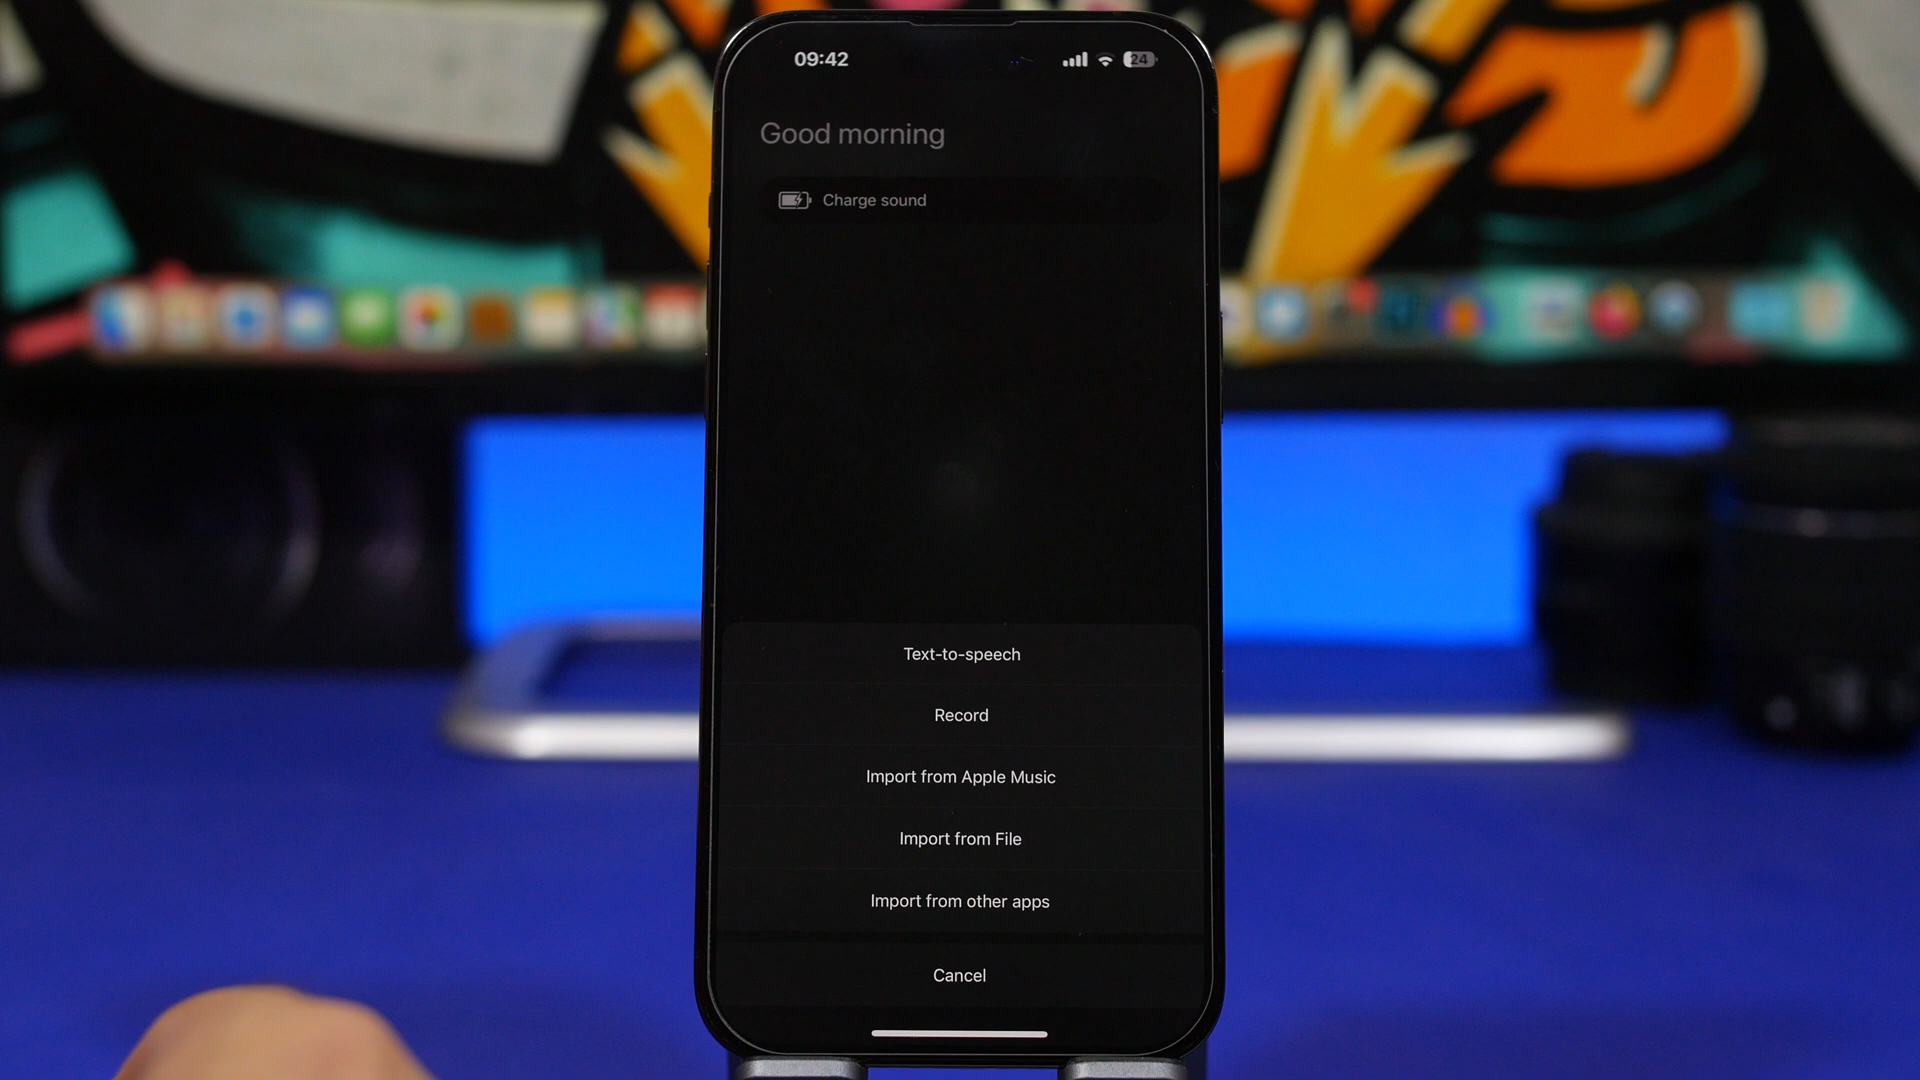 09:42
24
Good morning
Charge sound
Text-to-speech
Record
Import from Apple Music
Import from File
Import from other apps
Cancel